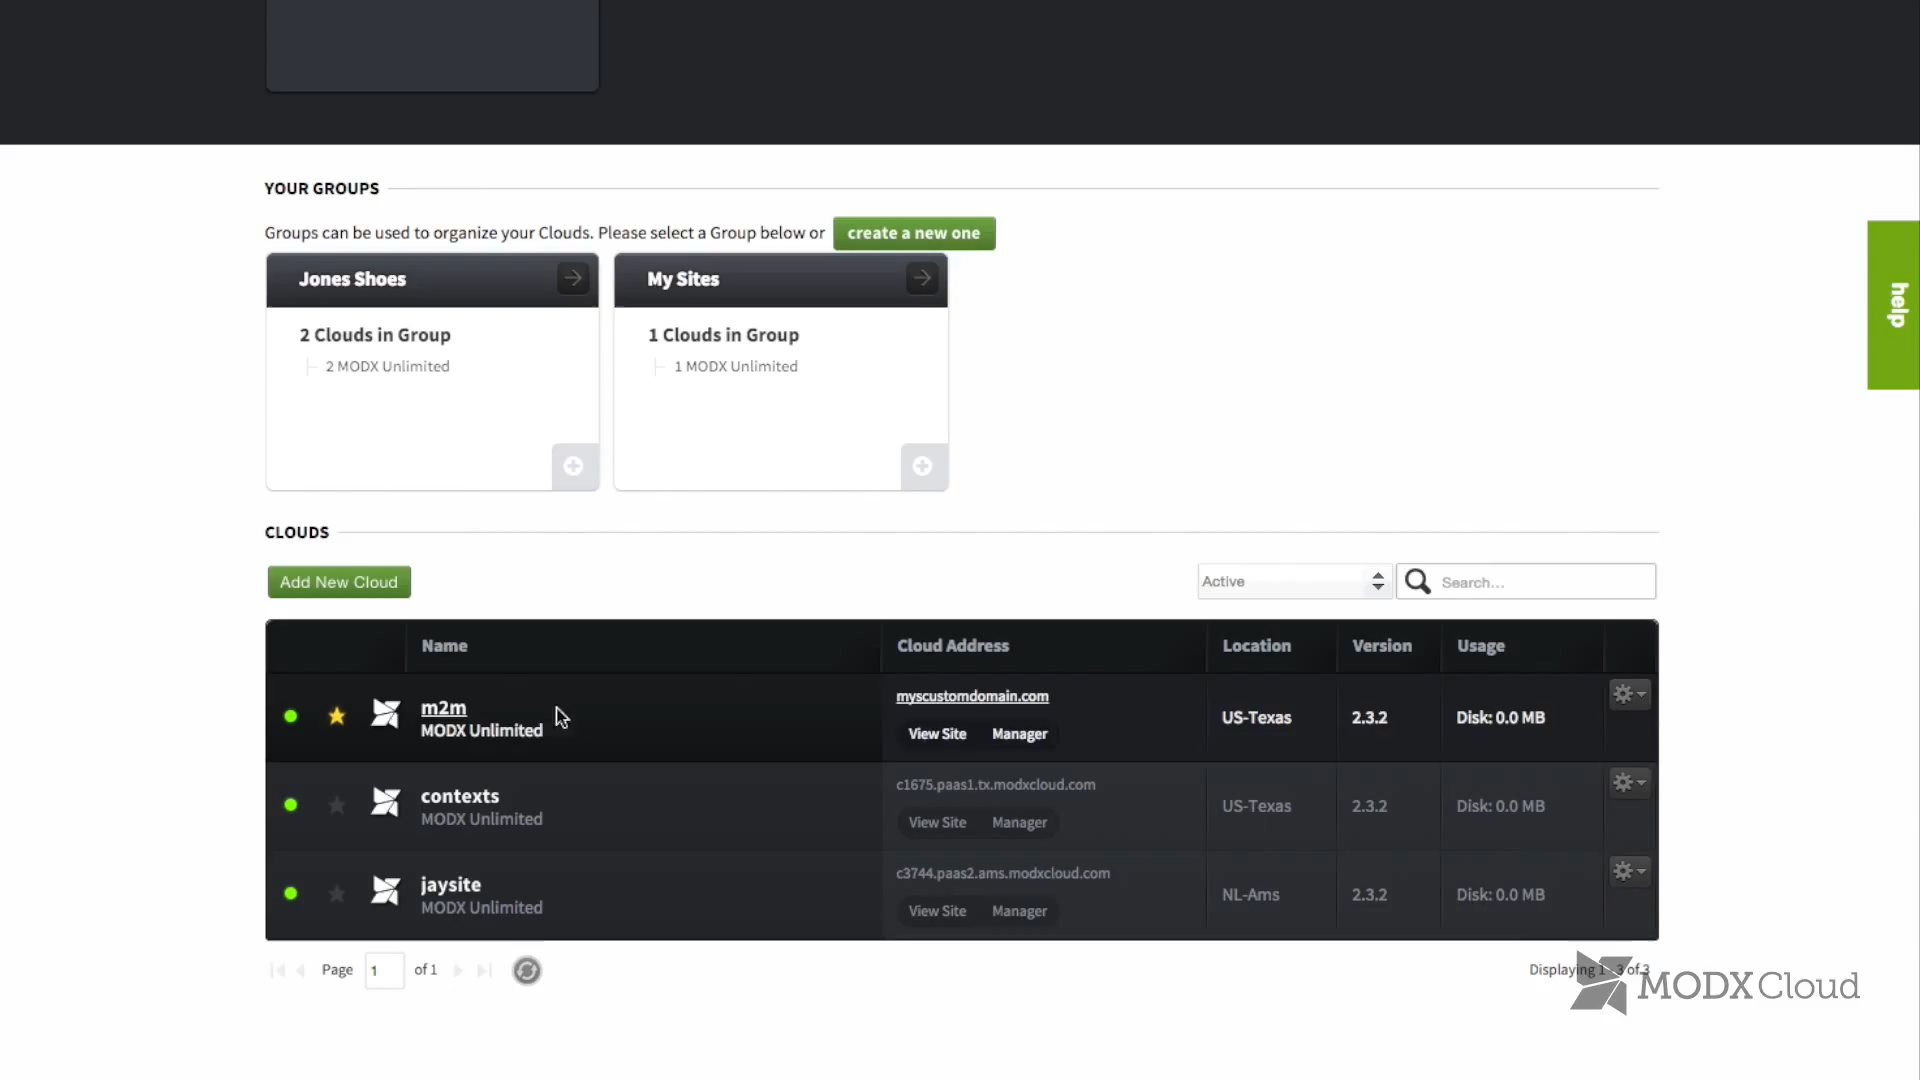 YOUR GROUPS
Groups can be used to organize your Clouds. Please select a Group below or create a new one
Jones Shoes
2 Clouds in Group
2 MODX Unlimited
My Sites
1 Clouds in Group
1 MODX Unlimited
help
CLOUDS
Add New Cloud
Active
Search...
Name Cloud Address Location Version Usage
m2m
MODX Unlimited
myscustomdomain.com
View Site Manager
US-Texas 2.3.2 Disk: 0.0 MB
contexts
MODX Unlimited
c1675.paas1.tx.modxcloud.com
View Site Manager
US-Texas 2.3.2 Disk: 0.0 MB
jaysite
MODX Unlimited
c3744.paas2.ams.modxcloud.com
View Site Manager
NL-Ams 2.3.2 Disk: 0.0 MB
Page 1 of 1
Displaying 1 - 3 of 3
MODX Cloud